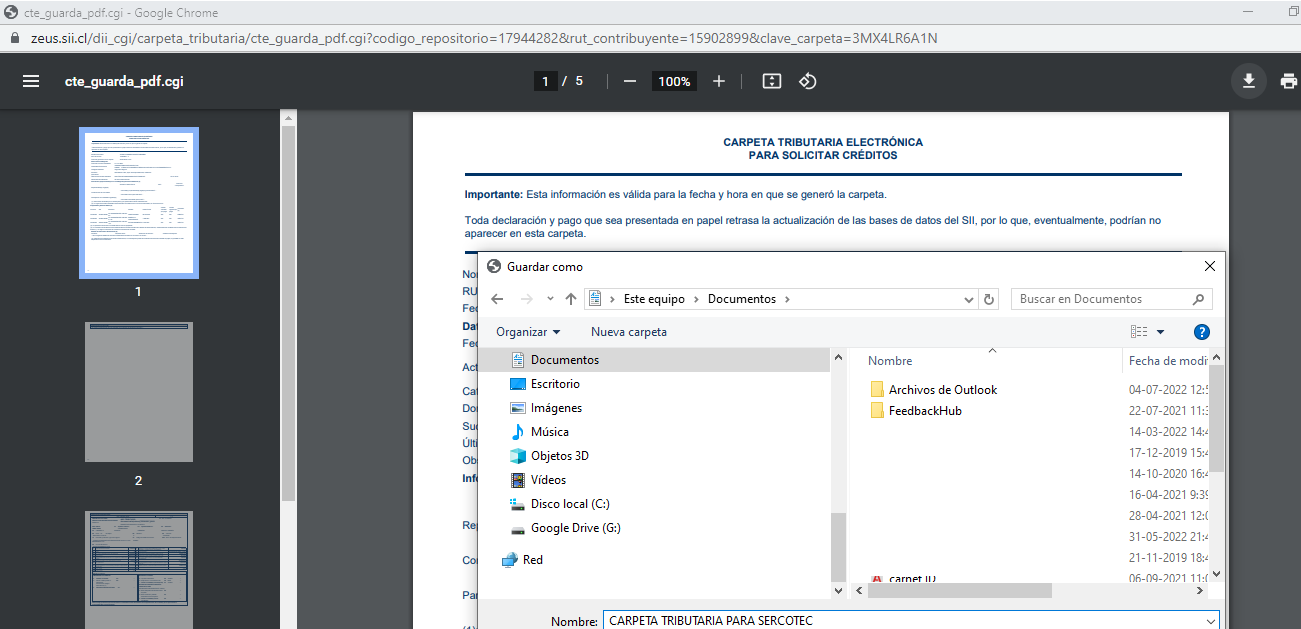 cte_guarda_pdf.cgi - Google Chrome
zeus.sii.cl/dii_cgi/carpeta_tributaria/cte_guarda_pdf.cgi?codigo_repositorio=17944282&rut_contribuyente=15902899&clave_carpeta=3MX4LR6A1N
cte_guarda_pdf.cgi
1 / 5
100%
1
2
CARPETA TRIBUTARIA ELECTRÓNICA
PARA SOLICITAR CRÉDITOS
Importante: Esta información es válida para la fecha y hora en que se generó la carpeta.
Toda declaración y pago que sea presentada en papel retrasa la actualización de las bases de datos del SII, por lo que, eventualmente, podrían no
aparecer en esta carpeta.
Guardar como
Este equipo > Documentos >
Buscar en Documentos
Organizar
Nueva carpeta
Documentos
Escritorio
Imágenes
Música
Objetos 3D
Vídeos
Disco local (C:)
Google Drive (G:)
Red
Nombre
Fecha de modi
Archivos de Outlook
04-07-2022 12:5
FeedbackHub
22-07-2021 11:3
14-03-2022 14:4
17-12-2019 15:4
14-10-2020 16:4
16-04-2021 9:39
28-04-2021 12:0
31-05-2022 21:4
21-11-2019 18:4
carnet ID
06-09-2021 11:0
Nombre: CARPETA TRIBUTARIA PARA SERCOTEC